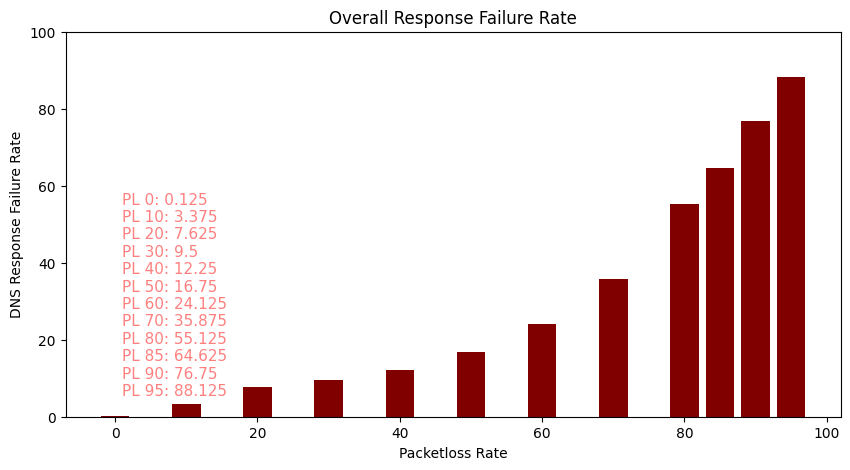 Overall Response Failure Rate
100
80
60
40
20
0
DNS Response Failure Rate
PL 0: 0.125
PL 10: 3.375
PL 20: 7.625
PL 30: 9.5
PL 40: 12.25
PL 50: 16.75
PL 60: 24.125
PL 70: 35.875
PL 80: 55.125
PL 85: 64.625
PL 90: 76.75
PL 95: 88.125
0 20 40 60 80 100
Packetloss Rate